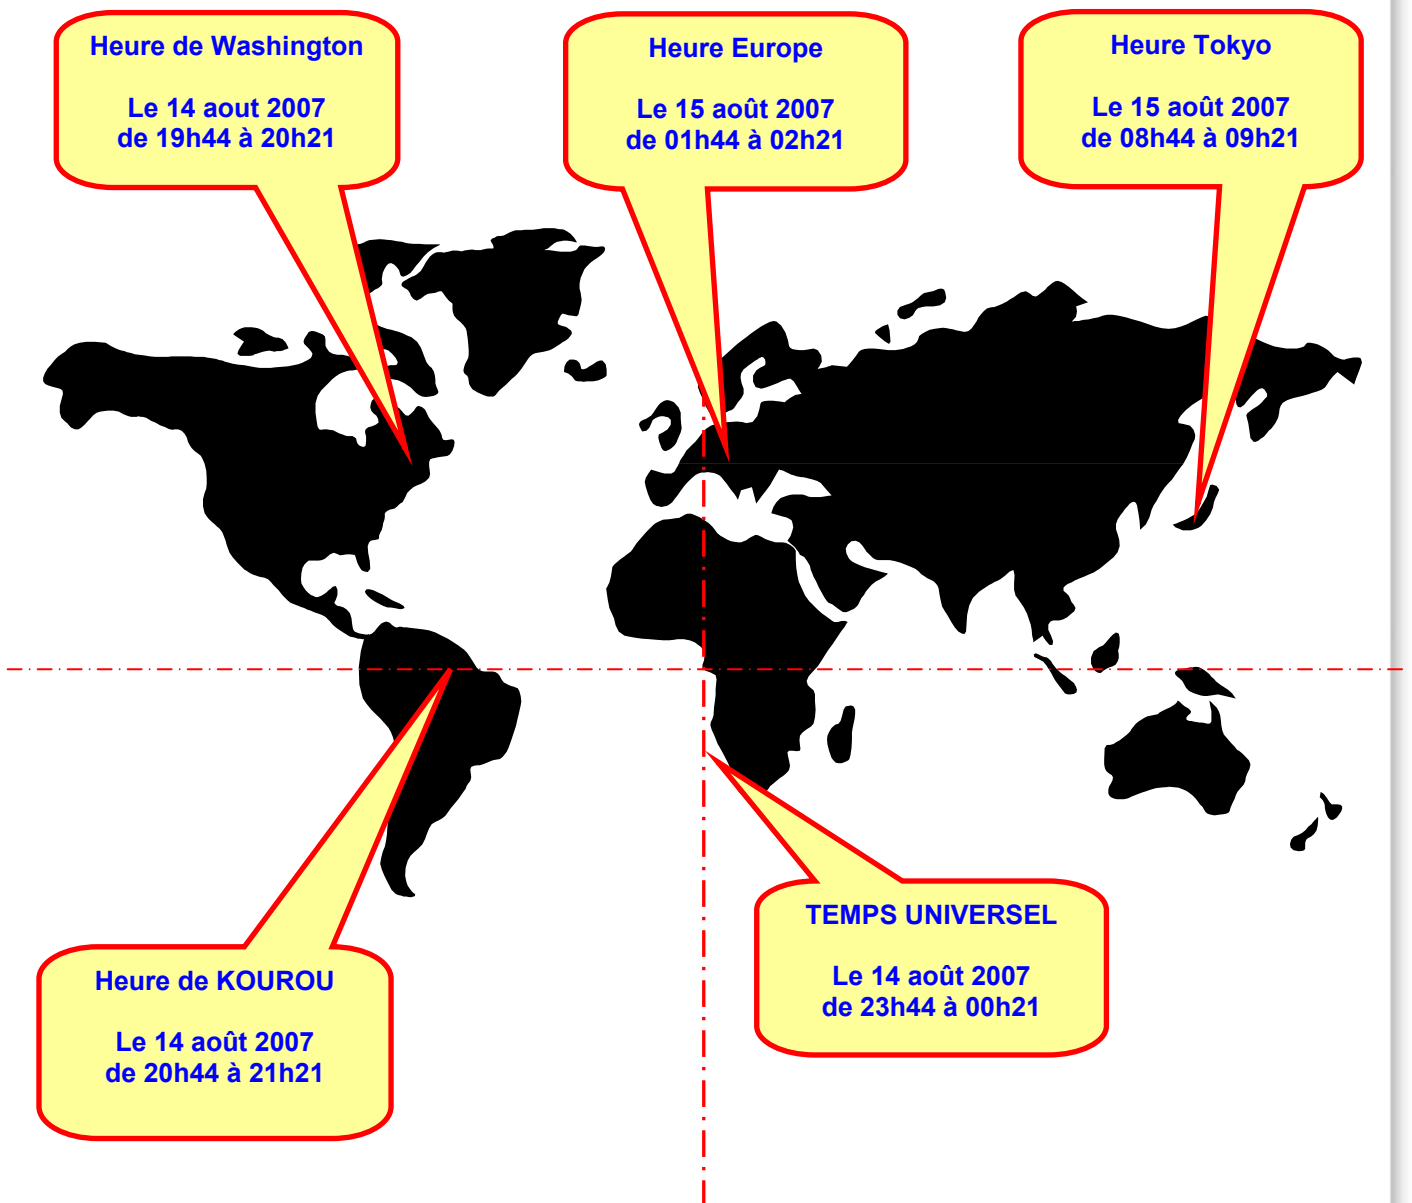 Heure de Washington
Le 14 aout 2007
de 19h44 à 20h21
Heure Europe
Le 15 août 2007
de 01h44 à 02h21
Heure Tokyo
Le 15 août 2007
de 08h44 à 09h21
TEMPS UNIVERSEL
Le 14 août 2007
de 23h44 à 00h21
Heure de KOUROU
Le 14 août 2007
de 20h44 à 21h21